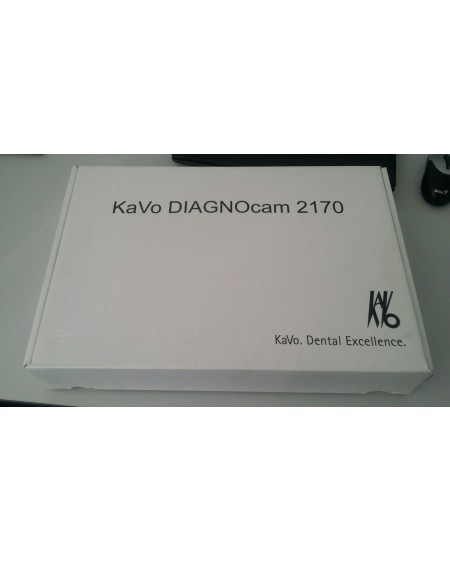 KaVo DIAGNOcam 2170
KAVO
KaVo. Dental Excellence.